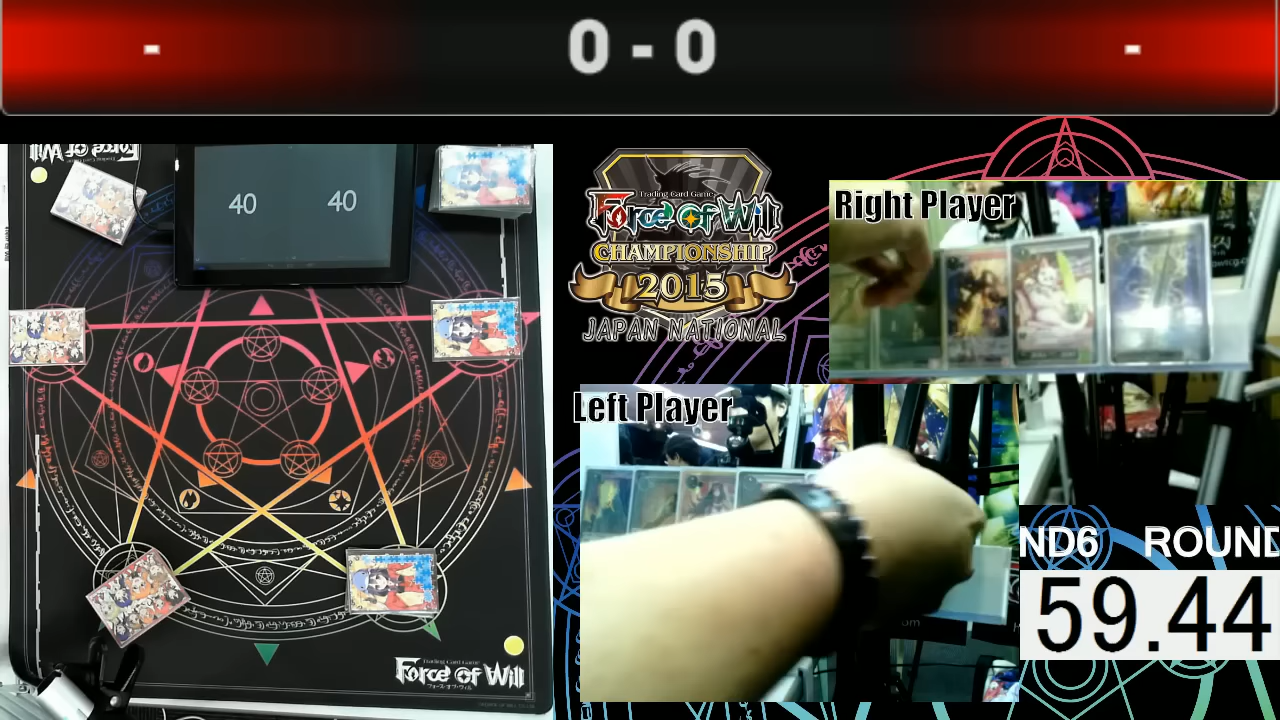 -
0 - 0
-
40
40
Trading Card Game
Force Of Will
CHAMPIONSHIP
2015
JAPAN NATIONAL
Right Player
Left Player
ND6 ROUND
59.44
Trading Card Game
Force Of Will
フォース・オブ・ウィル
Force Of Will